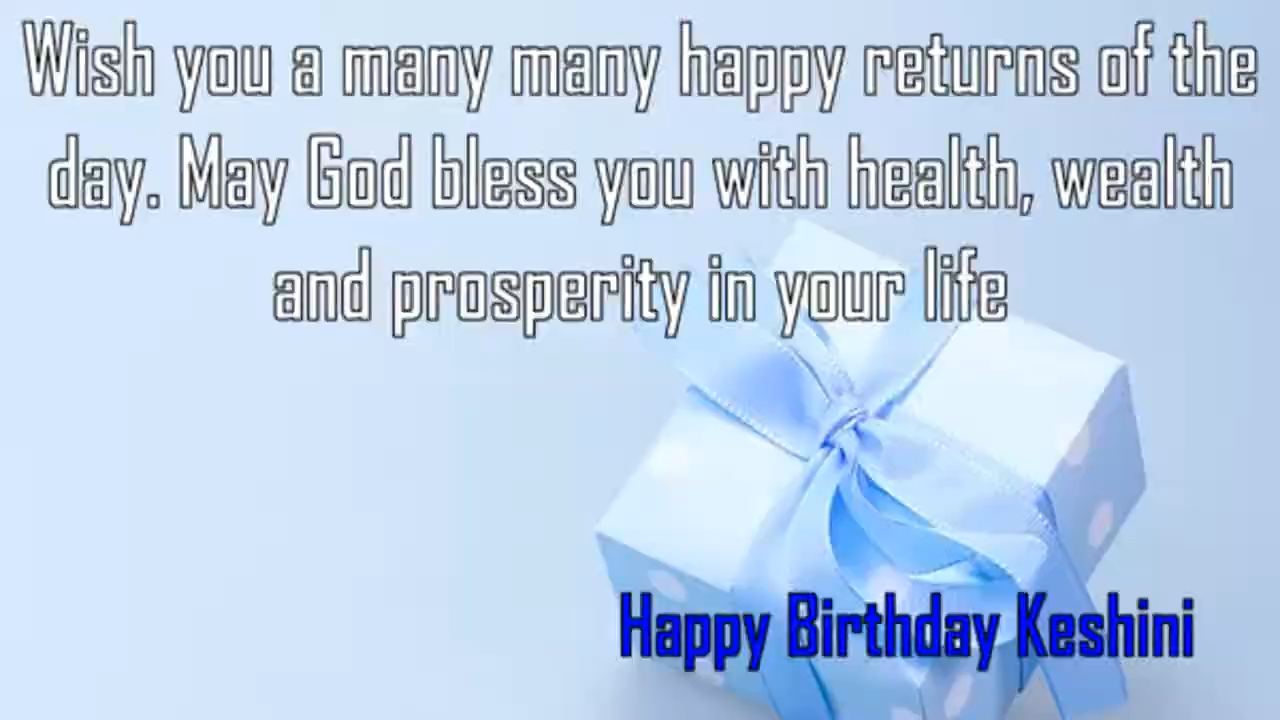 Wish you a many many happy returns of the
day. May God bless you with health, wealth
and prosperity in your life
Happy Birthday Keshini